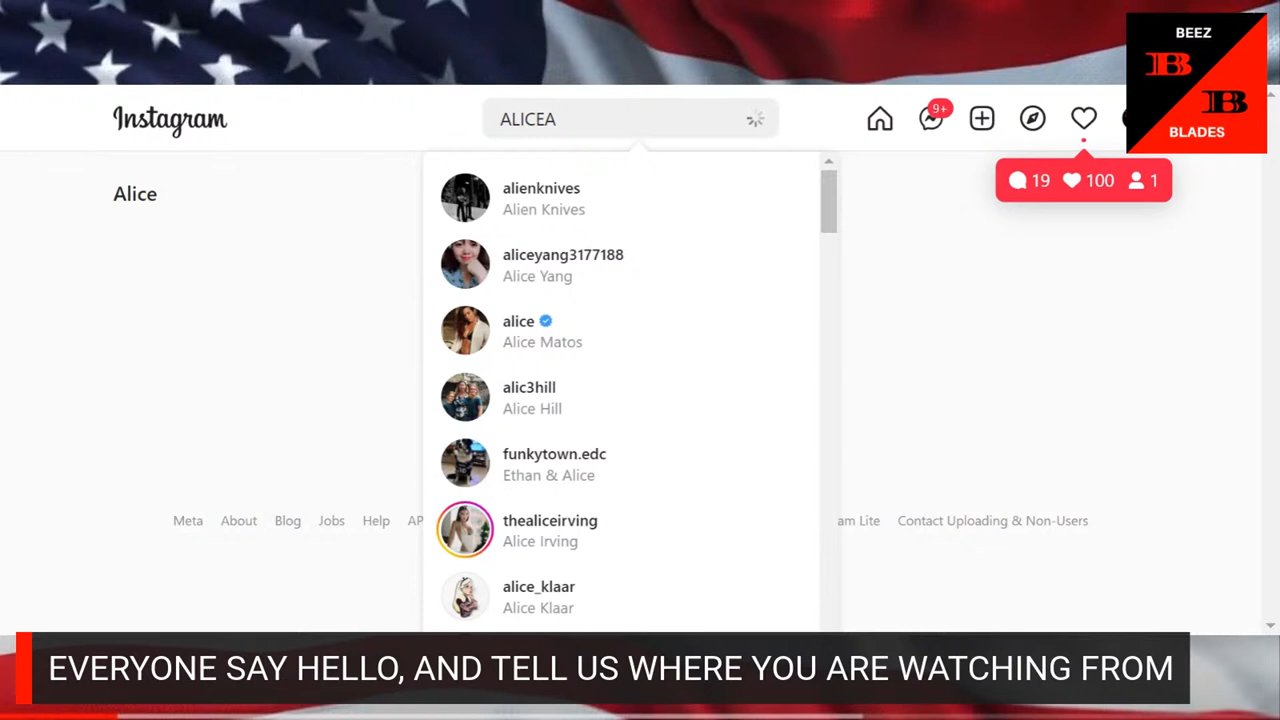 BEEZ
B
B
BLADES
Instagram
ALICEA
9+
19 100 1
Alice
alienknives
Alien Knives
aliceyang3177188
Alice Yang
alice
Alice Matos
alic3hill
Alice Hill
funkytown.edc
Ethan & Alice
thealiceirving
Alice Irving
alice_klaar
Alice Klaar
Meta About Blog Jobs Help AP am Lite Contact Uploading & Non-Users
EVERYONE SAY HELLO, AND TELL US WHERE YOU ARE WATCHING FROM